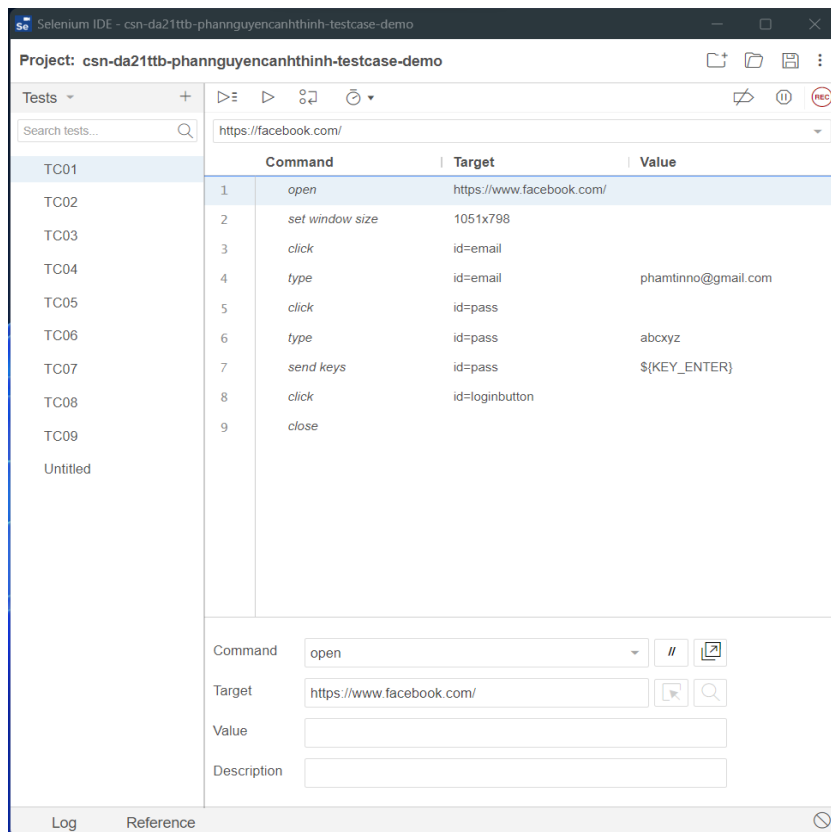 Se Selenium IDE - csn-da21ttb-phannguyencanhthinh-testcase-demo
Project: csn-da21ttb-phannguyencanhthinh-testcase-demo
Tests +
REC
Search tests...
https://facebook.com/
Command Target Value
TC01
TC02
TC03
TC04
TC05
TC06
TC07
TC08
TC09
Untitled
1 open https://www.facebook.com/
2 set window size 1051x798
3 click id=email
4 type id=email phamtinno@gmail.com
5 click id=pass
6 type id=pass abcxyz
7 send keys id=pass ${KEY_ENTER}
8 click id=loginbutton
9 close
Command open //
Target https://www.facebook.com/
Value
Description
Log Reference